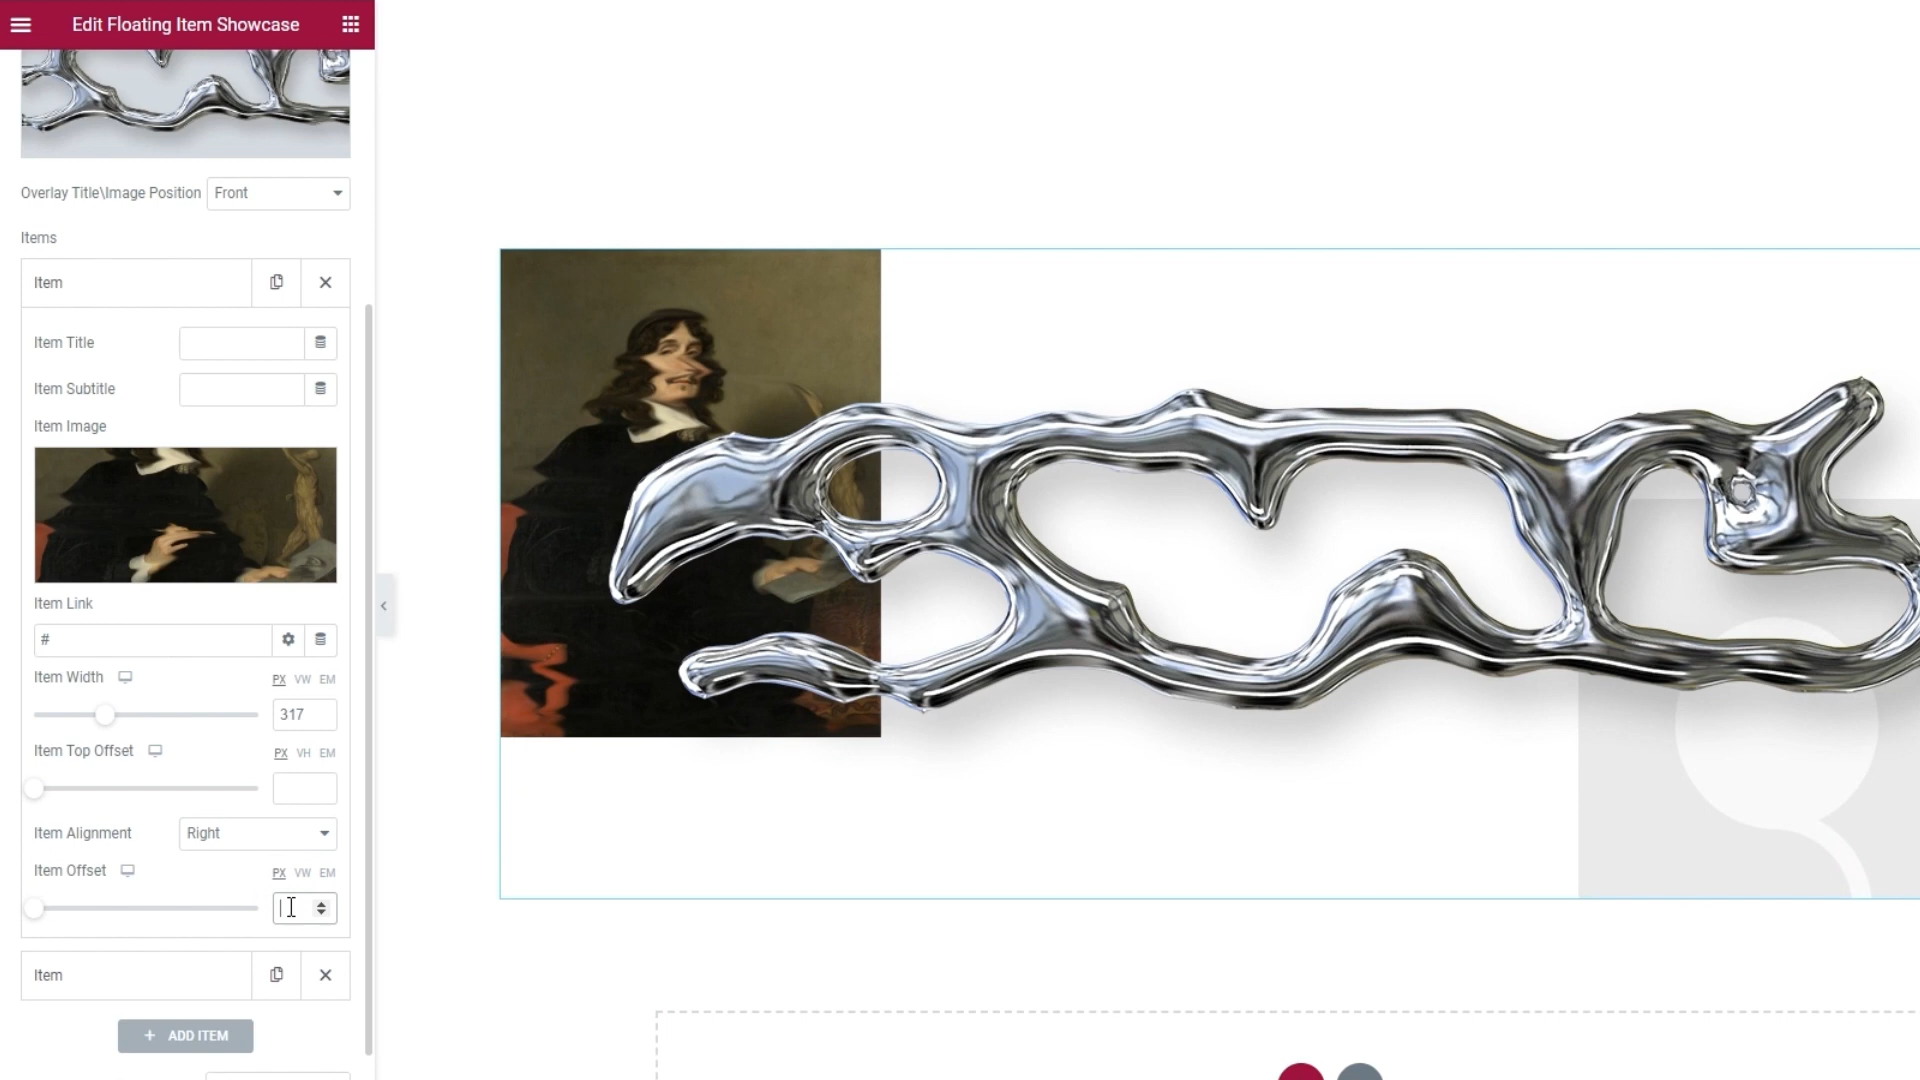 Edit Floating Item Showcase
Overlay Title\Image Position
Front
Items
Item
Item Title
Item Subtitle
Item Image
Item Link
#
Item Width
PX VW EM
317
Item Top Offset
PX VH EM
Item Alignment
Right
Item Offset
PX VW EM
Item
+ ADD ITEM